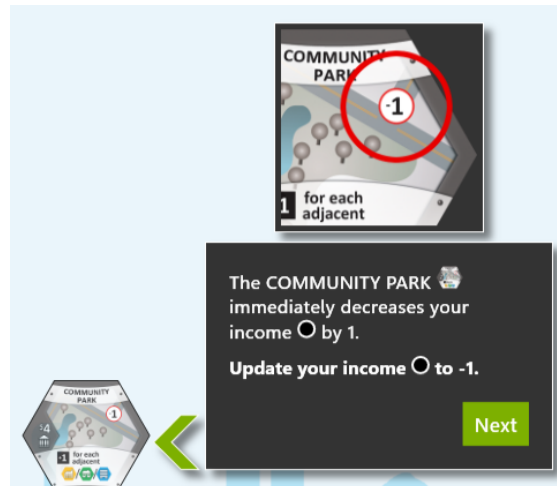 COMMUNITY
PARK
-1
1 for each
adjacent
The COMMUNITY PARK
immediately decreases your
income by 1.
Update your income to -1.
Next
COMMUNITY
PARK
-1
$4
-1 for each
adjacent
/ /